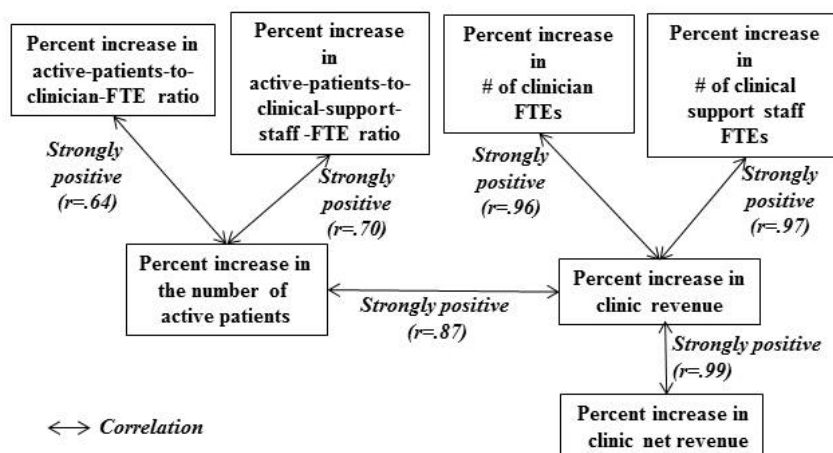 Percent increase in
active-patients-to-
clinician-FTE ratio
Percent increase
in
active-patients-to-
clinical-support-
staff -FTE ratio
Percent increase
in
# of clinician
FTEs
Percent increase
in
# of clinical
support staff
FTEs
Strongly
positive
(r=.64)
Strongly
positive
(r=.70)
Strongly
positive
(r=.96)
Strongly
positive
(r=.97)
Percent increase in
the number of
active patients
Strongly positive
(r=.87)
Percent increase in
clinic revenue
Strongly positive
(r=.99)
Percent increase in
clinic net revenue
Correlation